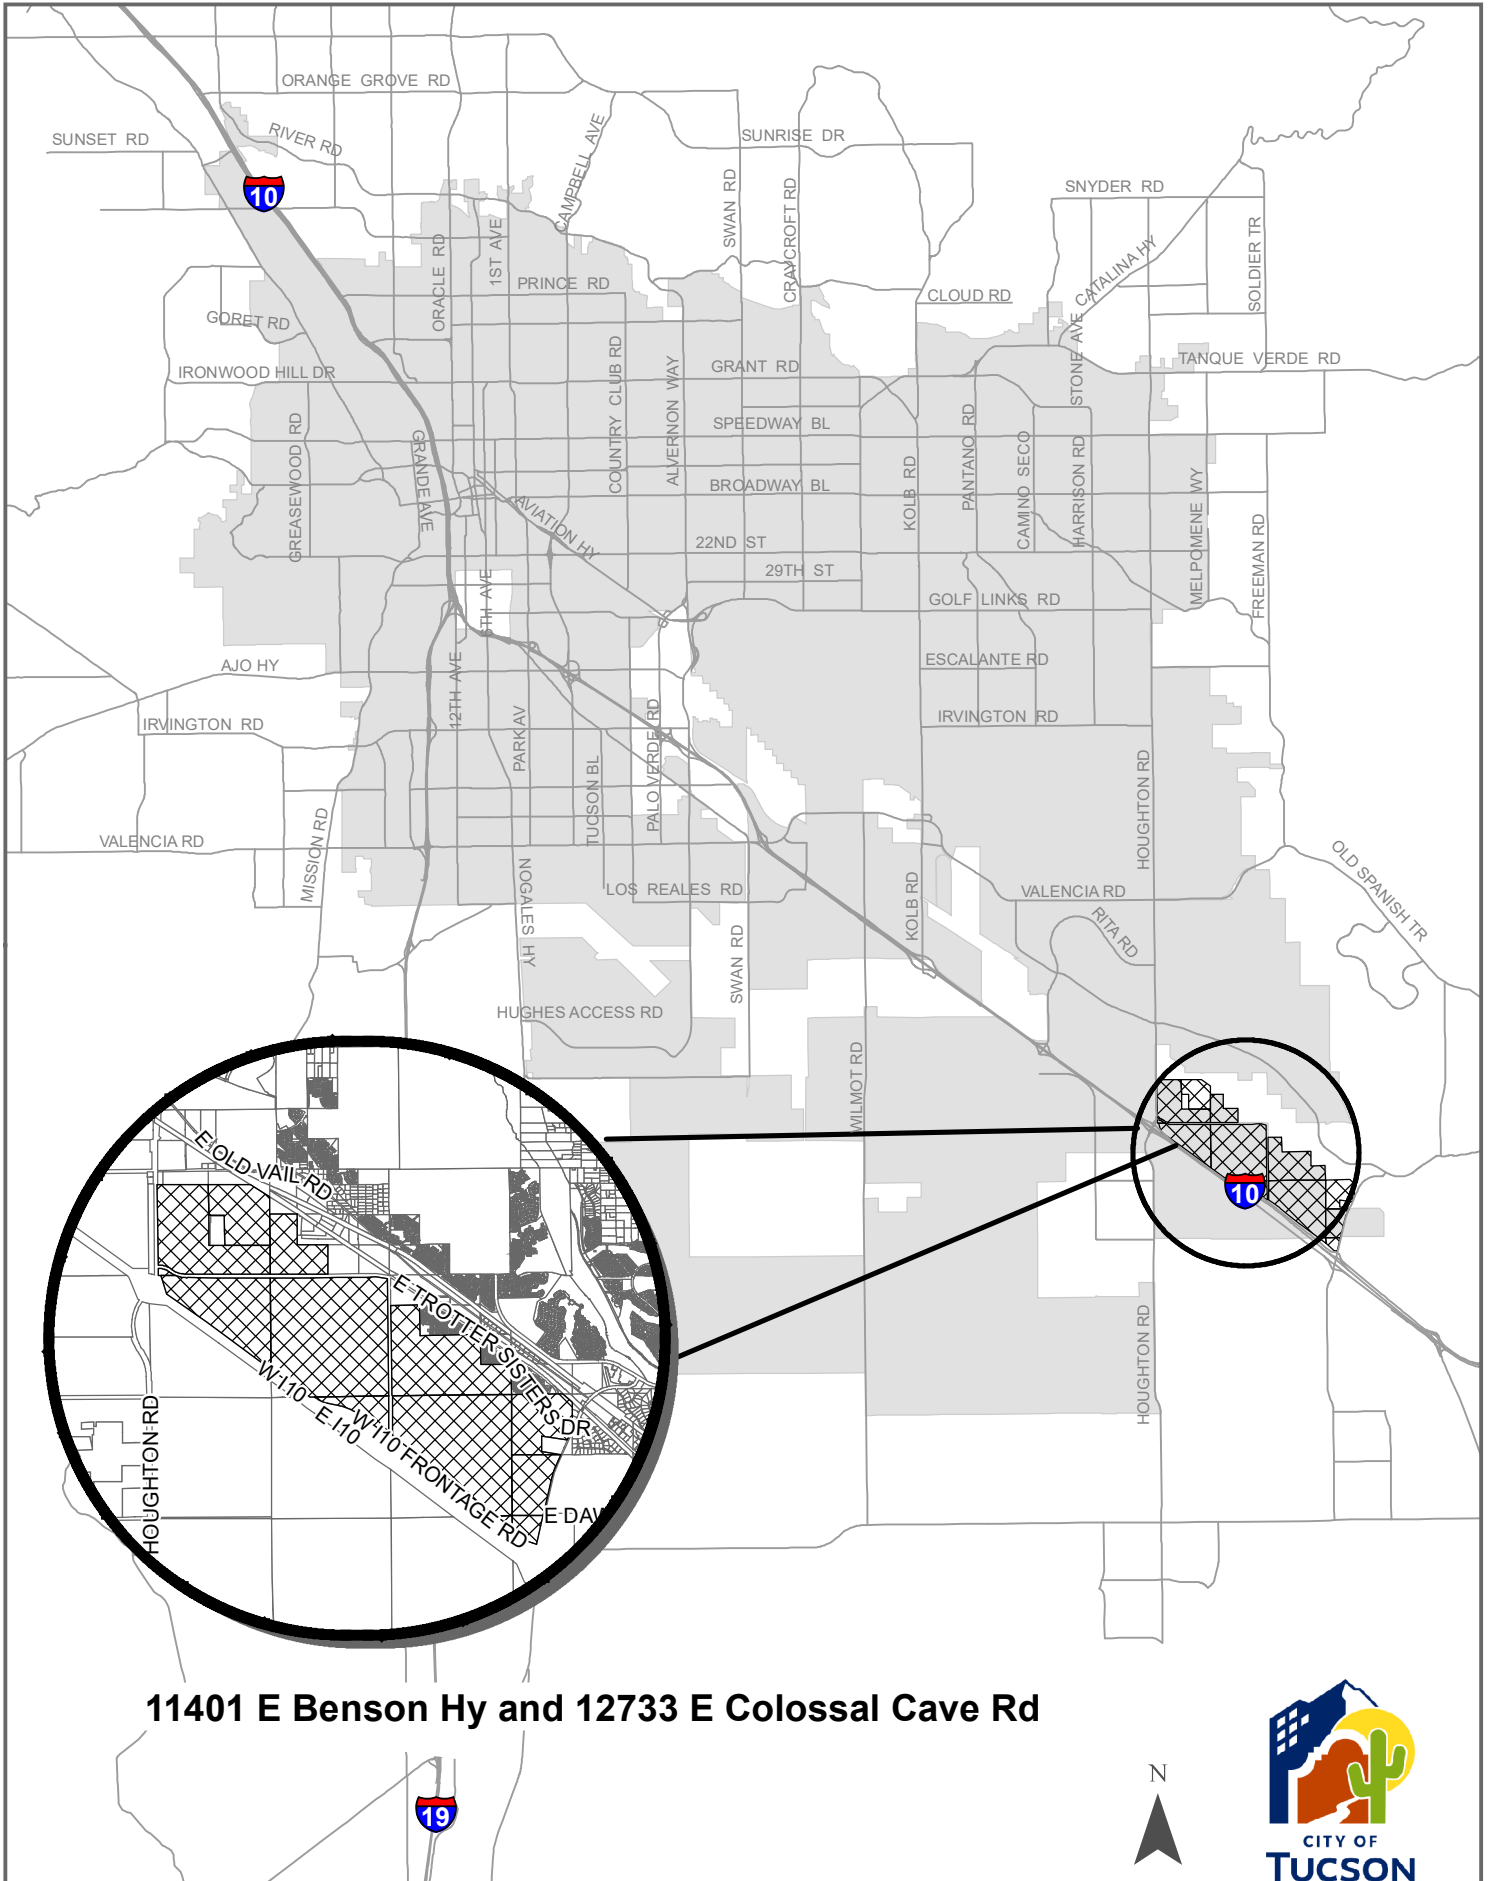 ORANGE GROVE RD
SUNSET RD
RIVER RD
CAMPBELL AVE
SUNRISE DR
10
SWAN RD
CRAYCROFT RD
SNYDER RD
ORACLE RD
1ST AVE
CATALINA HY
SOLDIER TR
PRINCE RD
CLOUD RD
GORET RD
STONE AVE
IRONWOOD HILL DR
COUNTRY CLUB RD
ALVERNON WAY
GRANT RD
TANQUE VERDE RD
GREASEWOOD RD
GRANDE AVE
SPEEDWAY BL
PANTANO RD
CAMINO SECO
HARRISON RD
KOLB RD
BROADWAY BL
MELPOMENE WY
AVIATION HY
FREEMAN RD
22ND ST
29TH ST
6TH AVE
GOLF LINKS RD
AJO HY
12TH AVE
ESCALANTE RD
IRVINGTON RD
PARK AV
PALO VERDE RD
IRVINGTON RD
TUCSON BL
HOUGHTON RD
VALENCIA RD
MISSION RD
OLD SPANISH TR
NOGALES HY
LOS REALES RD
KOLB RD
VALENCIA RD
RITA RD
SWAN RD
HUGHES ACCESS RD
WILMOT RD
E OLD VAIL RD
10
E TROTTER SISTERS DR
W I10
E I10
W I10 FRONTAGE RD
HOUGHTON RD
HOUGHTON RD
E DAW
11401 E Benson Hy and 12733 E Colossal Cave Rd
19
N
CITY OF
TUCSON